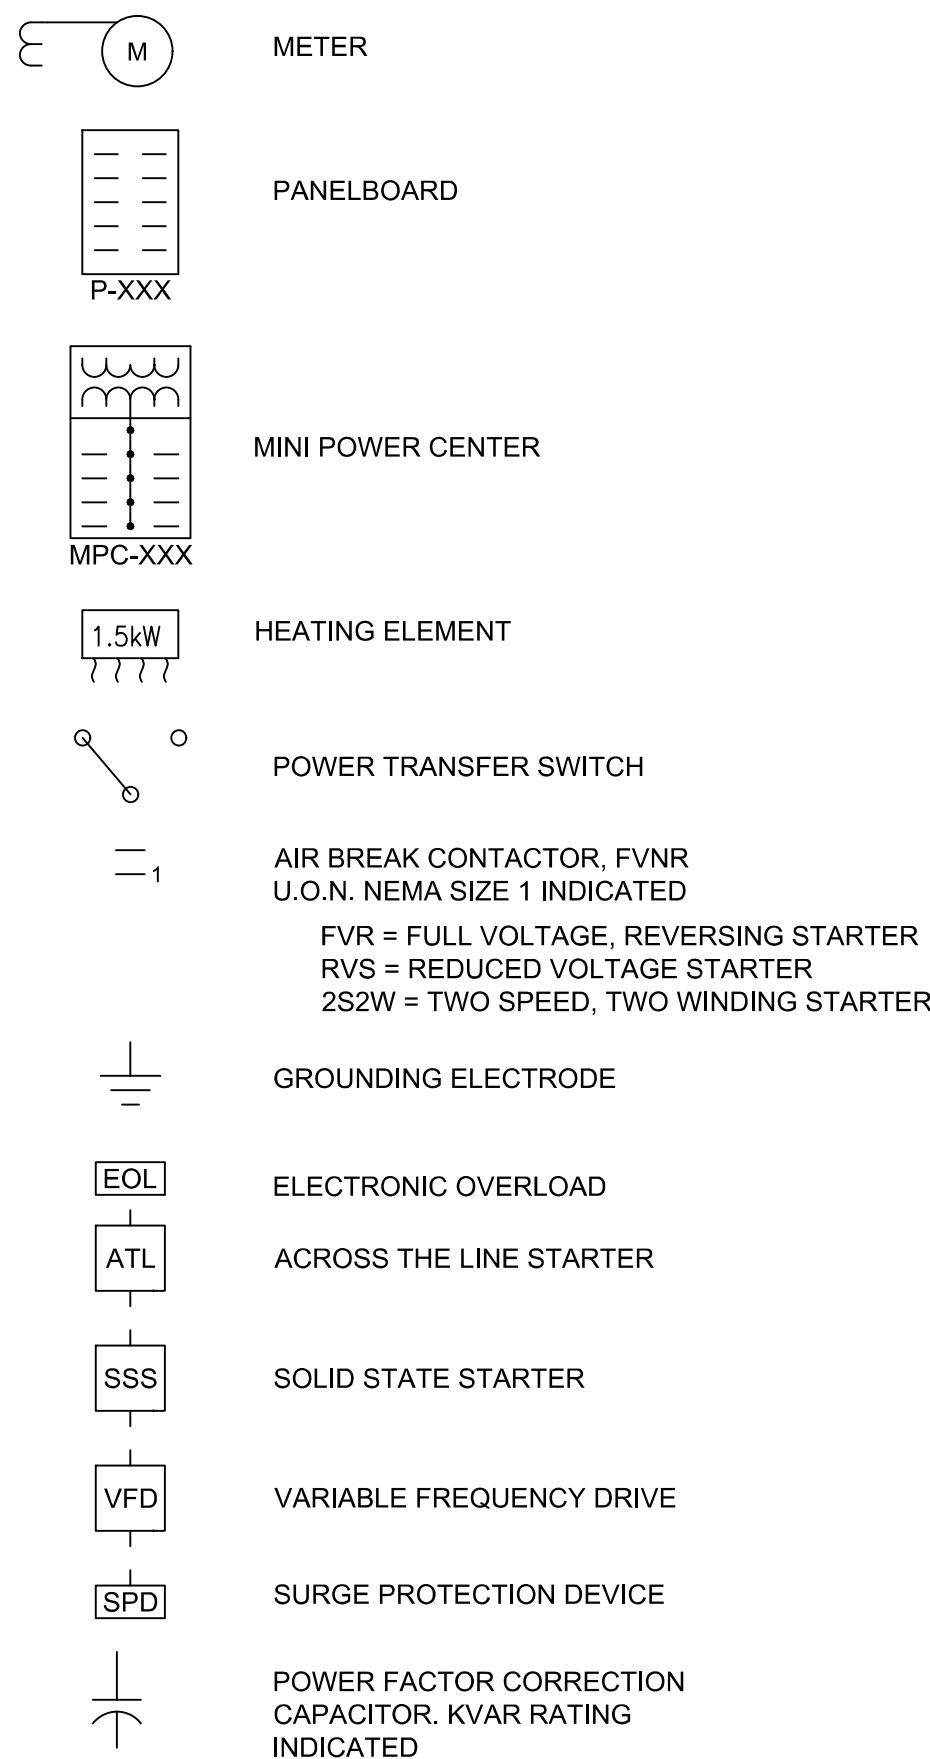 M
METER
PANELBOARD
P-XXX
MINI POWER CENTER
MPC-XXX
1.5kW
HEATING ELEMENT
POWER TRANSFER SWITCH
1
AIR BREAK CONTACTOR, FVNR
U.O.N. NEMA SIZE 1 INDICATED
FVR = FULL VOLTAGE, REVERSING STARTER
RVS = REDUCED VOLTAGE STARTER
2S2W = TWO SPEED, TWO WINDING STARTER
GROUNDING ELECTRODE
EOL
ELECTRONIC OVERLOAD
ATL
ACROSS THE LINE STARTER
SSS
SOLID STATE STARTER
VFD
VARIABLE FREQUENCY DRIVE
SPD
SURGE PROTECTION DEVICE
POWER FACTOR CORRECTION
CAPACITOR. KVAR RATING
INDICATED